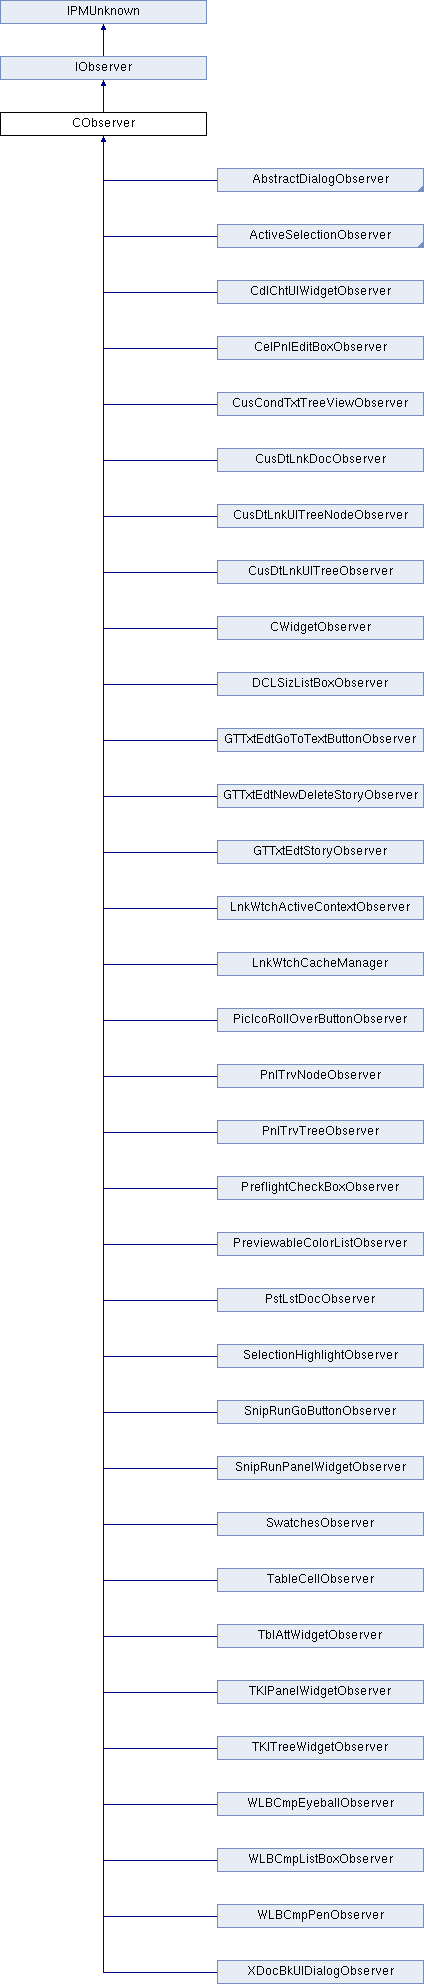 IPMUnknown
IObserver
CObserver
AbstractDialogObserver
ActiveSelectionObserver
CdlChtUIWidgetObserver
CelPnlEditBoxObserver
CusCondTxtTreeViewObserver
CusDtLnkDocObserver
CusDtLnkUITreeNodeObserver
CusDtLnkUITreeObserver
CWidgetObserver
DCLSizListBoxObserver
GTTxtEdtGoToTextButtonObserver
GTTxtEdtNewDeleteStoryObserver
GTTxtEdtStoryObserver
LnkWtchActiveContextObserver
LnkWtchCacheManager
PicIcoRollOverButtonObserver
PnlTrvNodeObserver
PnlTrvTreeObserver
PreflightCheckBoxObserver
PreviewableColorListObserver
PstLstDocObserver
SelectionHighlightObserver
SnipRunGoButtonObserver
SnipRunPanelWidgetObserver
SwatchesObserver
TableCellObserver
TblAttWidgetObserver
TKIPanelWidgetObserver
TKITreeWidgetObserver
WLBCmpEyeballObserver
WLBCmpListBoxObserver
WLBCmpPenObserver
XDocBkUIDialogObserver